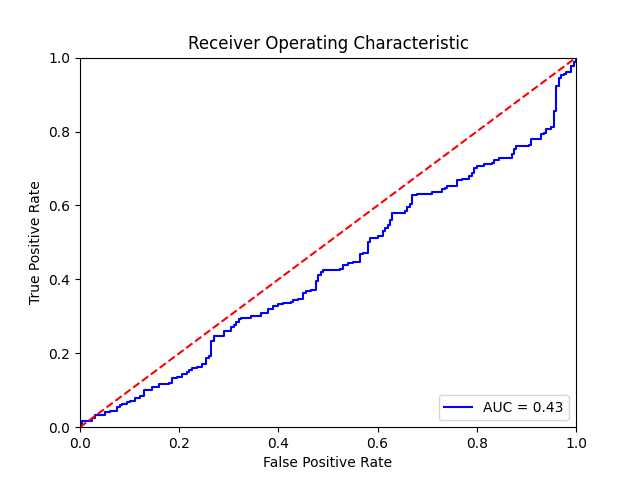 Receiver Operating Characteristic
True Positive Rate
1.0
0.8
0.6
0.4
0.2
0.0
AUC = 0.43
0.0 0.2 0.4 0.6 0.8 1.0
False Positive Rate